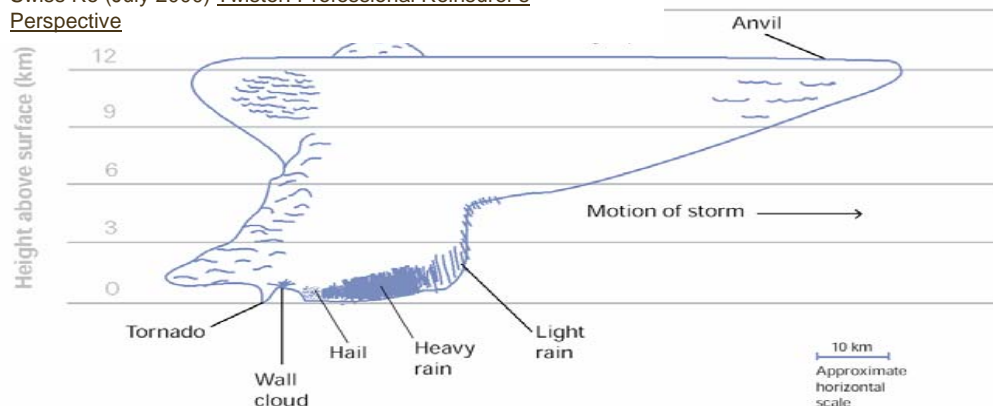 Perspective
Anvil
Height above surface (km)
12
9
6
3
0
Motion of storm
Tornado
Wall
cloud
Hail
Heavy
rain
Light
rain
10 km
Approximate
horizontal
scale